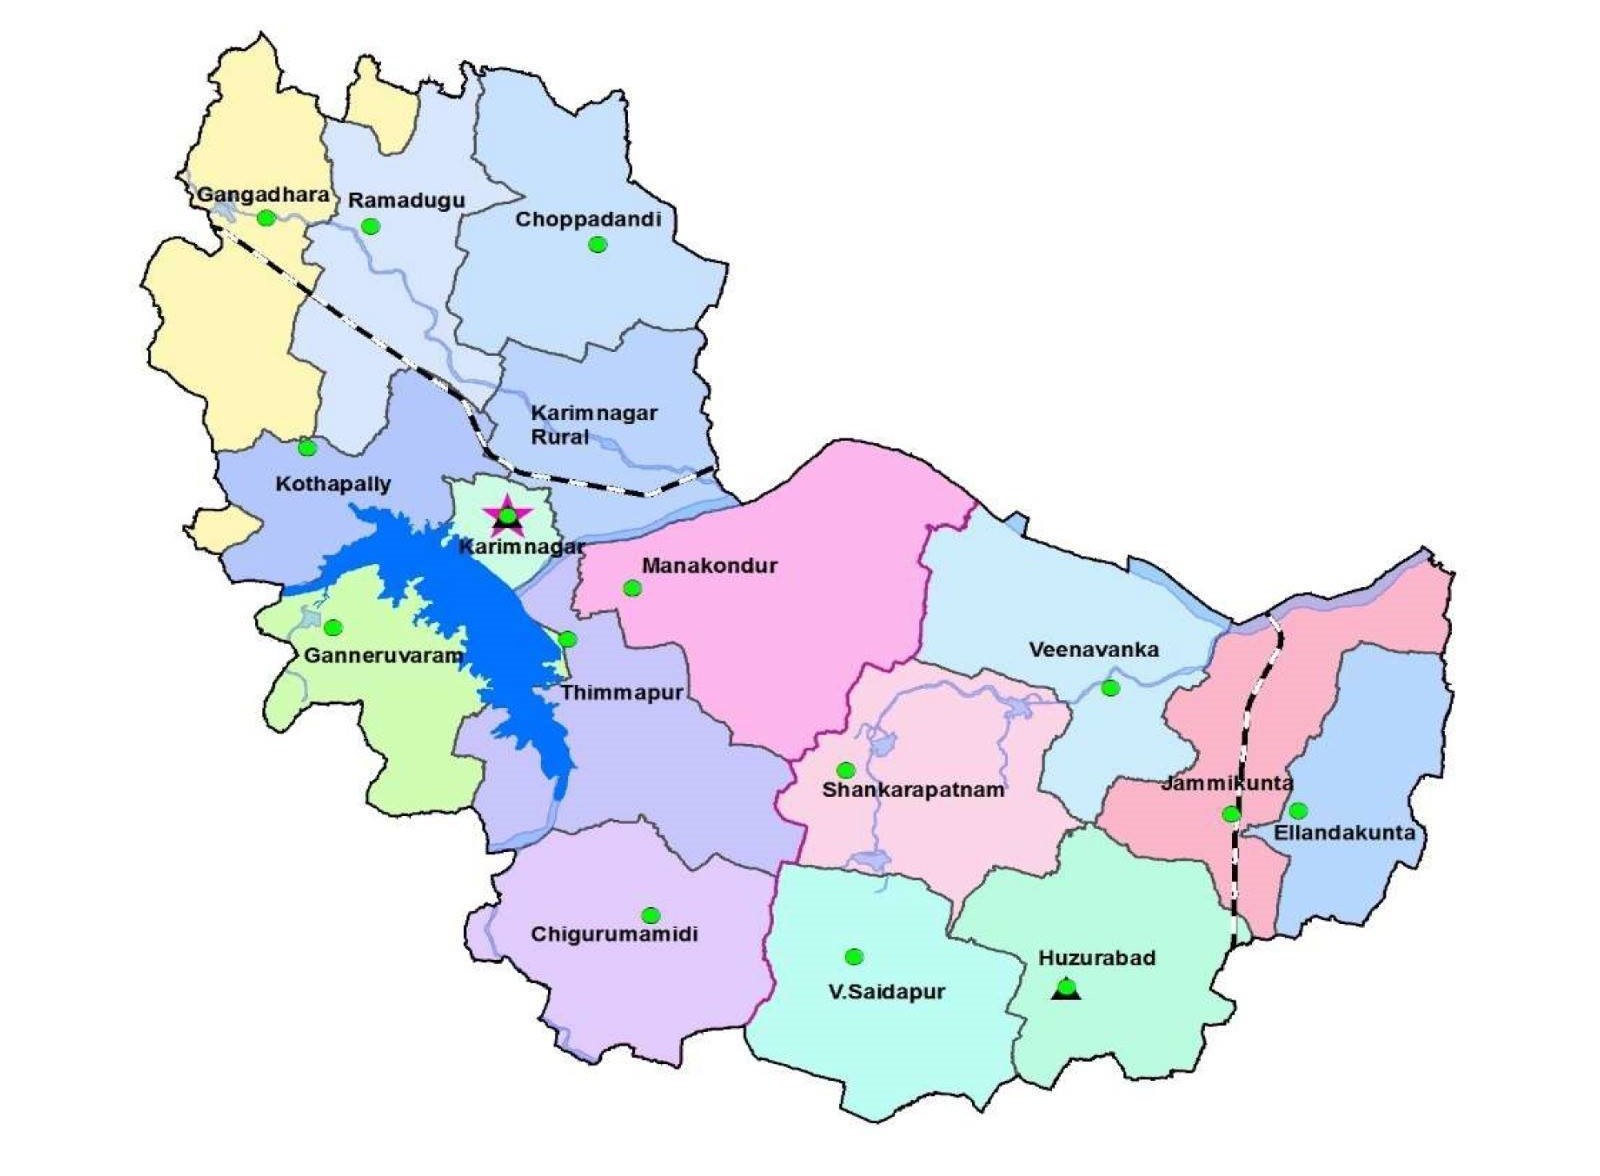 Gangadhara
Ramadugu
Choppadandi
Karimnagar
Rural
Kothapally
Karimnagar
Manakondur
Ganneruvaram
Veenavanka
Thimmapur
Shankarapatnam
Jammikunta
Ellandakunta
Chigurumamidi
Huzurabad
V.Saidapur